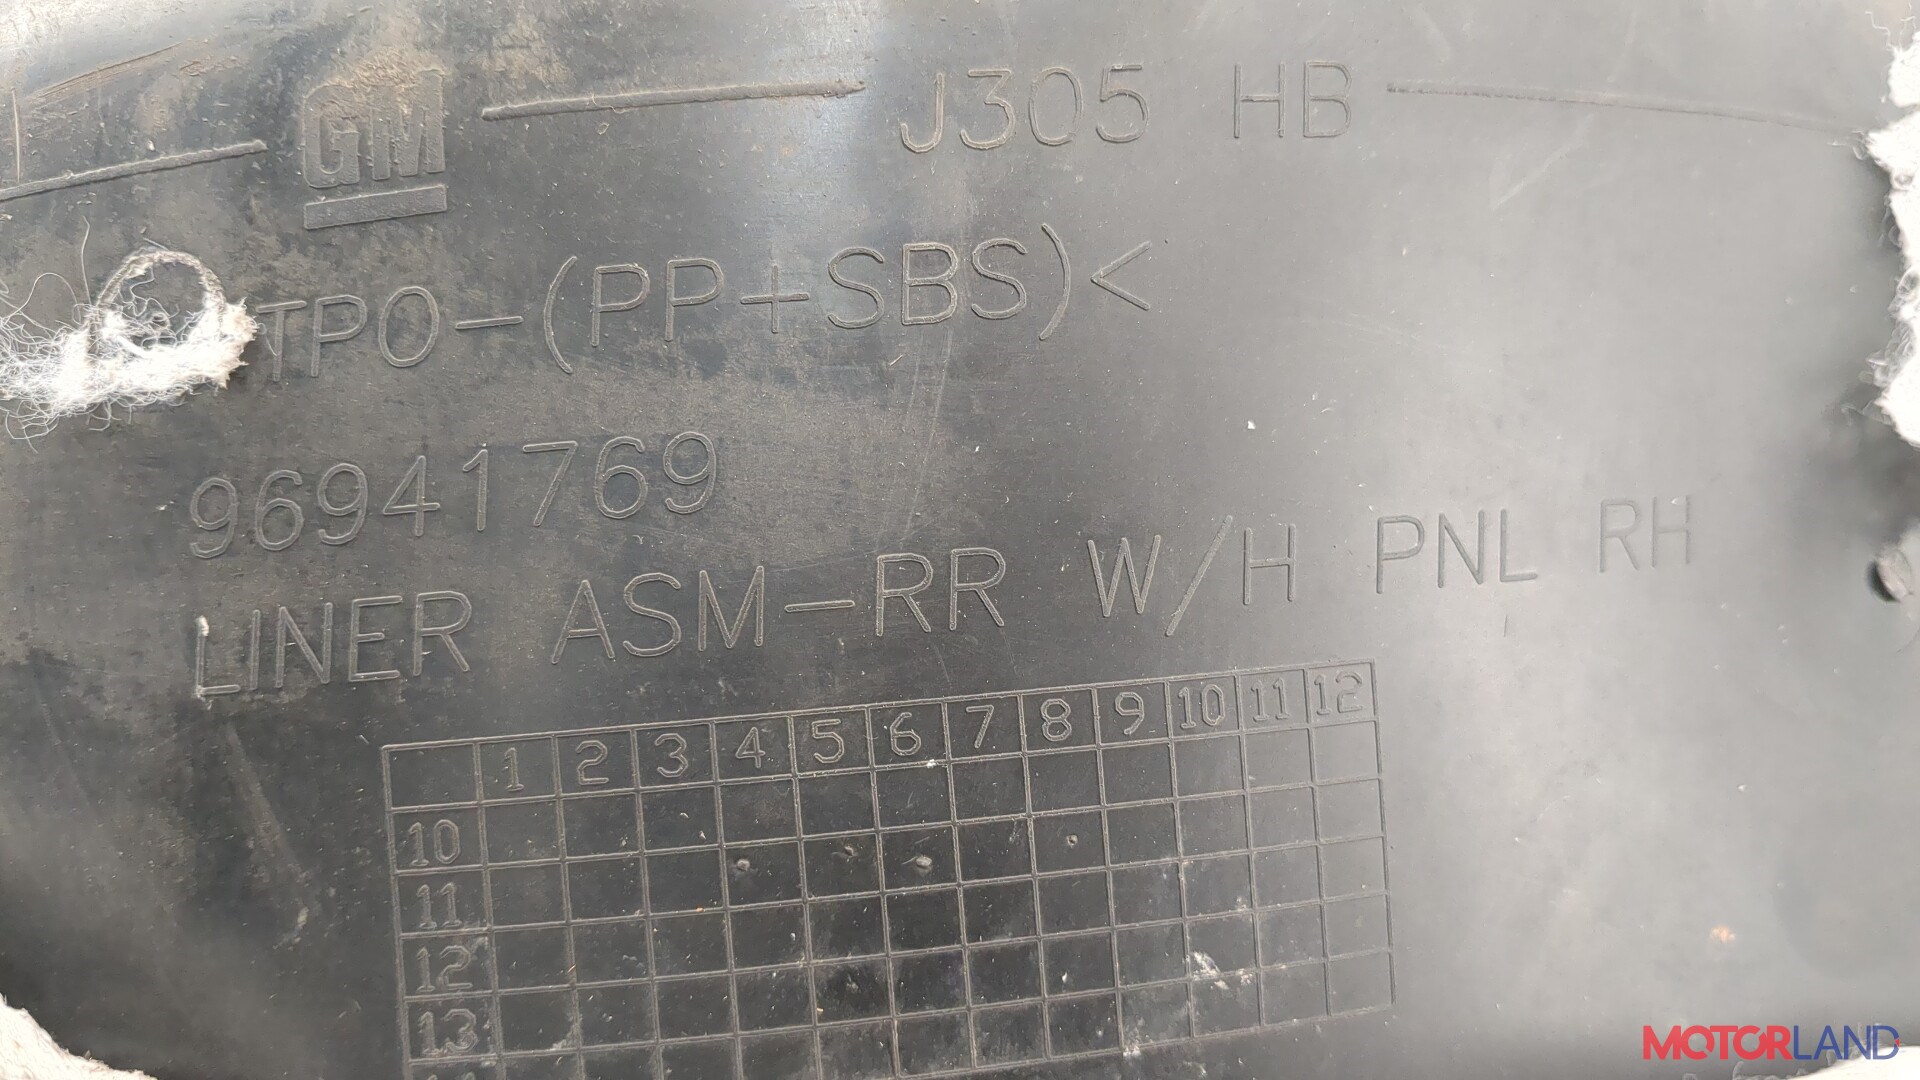 GM J305 HB
TPO-(PP+SBS)<
96941769
LINER ASM-RR W/H PNL RH
1 2 3 4 5 6 7 8 9 10 11 12
10
11
12
13
MOTORLAND